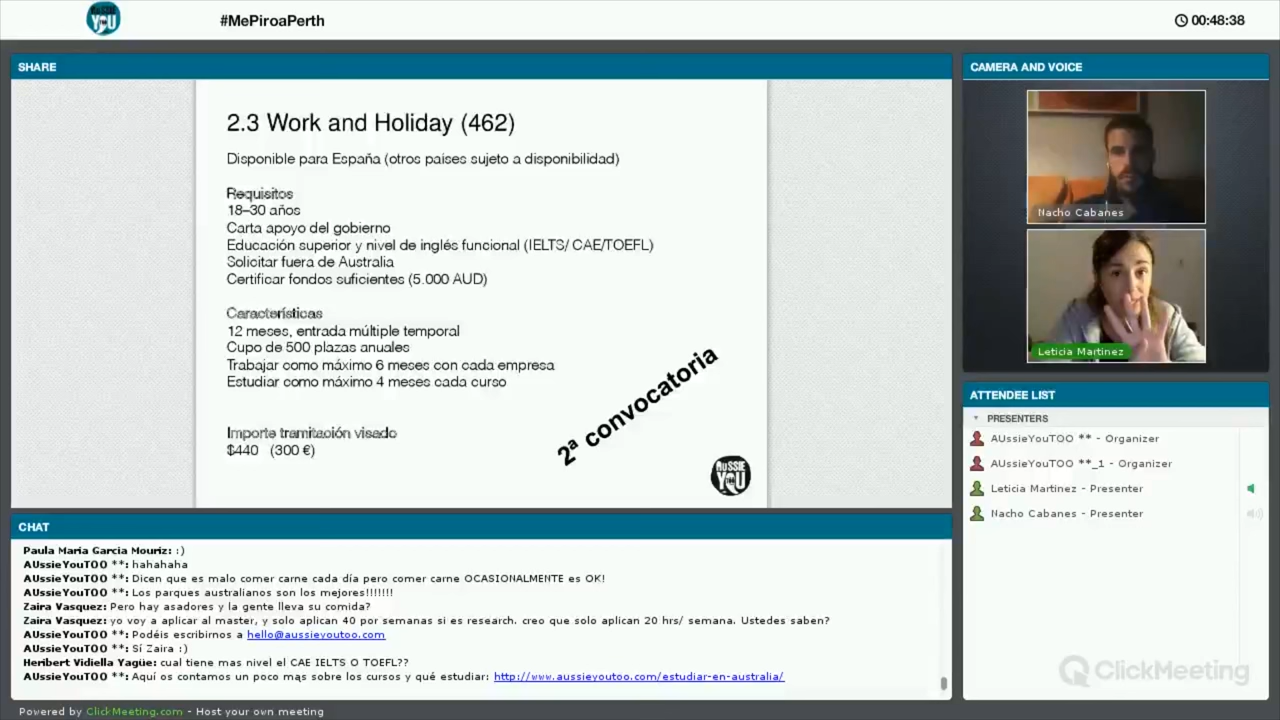 AUSSIE
YOU
#MePiroaPerth
00:48:38
SHARE
2.3 Work and Holiday (462)
Disponible para España (otros países sujeto a disponibilidad)
Requisitos
18–30 años
Carta apoyo del gobierno
Educación superior y nivel de inglés funcional (IELTS/ CAE/TOEFL)
Solicitar fuera de Australia
Certificar fondos suficientes (5.000 AUD)
Características
12 meses, entrada múltiple temporal
Cupo de 500 plazas anuales
Trabajar como máximo 6 meses con cada empresa
Estudiar como máximo 4 meses cada curso
Importe tramitación visado
$440 (300 €)
2ª convocatoria
AUSSIE
YOU
CAMERA AND VOICE
Nacho Cabanes
Leticia Martinez
ATTENDEE LIST
PRESENTERS
AUssieYouTOO ** - Organizer
AUssieYouTOO **_1 - Organizer
Leticia Martinez - Presenter
Nacho Cabanes - Presenter
ClickMeeting
CHAT
Paula Maria Garcia Mouriz: :)
AUssieYouTOO **: hahahaha
AUssieYouTOO **: Dicen que es malo comer carne cada día pero comer carne OCASIONALMENTE es OK!
AUssieYouTOO **: Los parques australianos son los mejores!!!!!!!
Zaira Vasquez: Pero hay asadores y la gente lleva su comida?
Zaira Vasquez: yo voy a aplicar al master, y solo aplican 40 por semanas si es research. creo que solo aplican 20 hrs/ semana. Ustedes saben?
AUssieYouTOO **: Podéis escribirnos a hello@aussieyoutoo.com
AUssieYouTOO **: Sí Zaira :)
Heribert Vidiella Yagüe: cual tiene mas nivel el CAE IELTS O TOEFL??
AUssieYouTOO **: Aquí os contamos un poco mąs sobre los cursos y qué estudiar: http://www.aussieyoutoo.com/estudiar-en-australia/
Powered by ClickMeeting.com - Host your own meeting